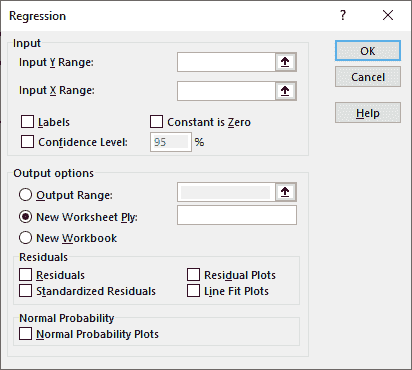 Regression
?
Input
OK
Input Y Range:
Cancel
Input X Range:
Help
Labels
Constant is Zero
Confidence Level:
95
%
Output options
Output Range:
New Worksheet Ply:
New Workbook
Residuals
Residuals
Residual Plots
Standardized Residuals
Line Fit Plots
Normal Probability
Normal Probability Plots